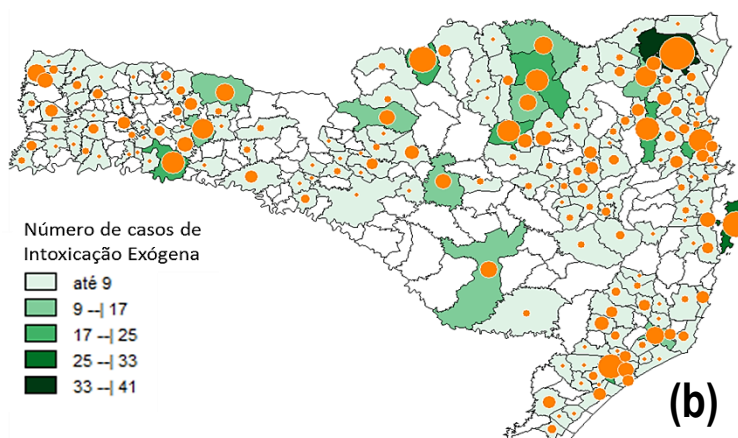 Número de casos de
Intoxicação Exógena
até 9
9 --| 17
17 --| 25
25 --| 33
33 --| 41
(b)